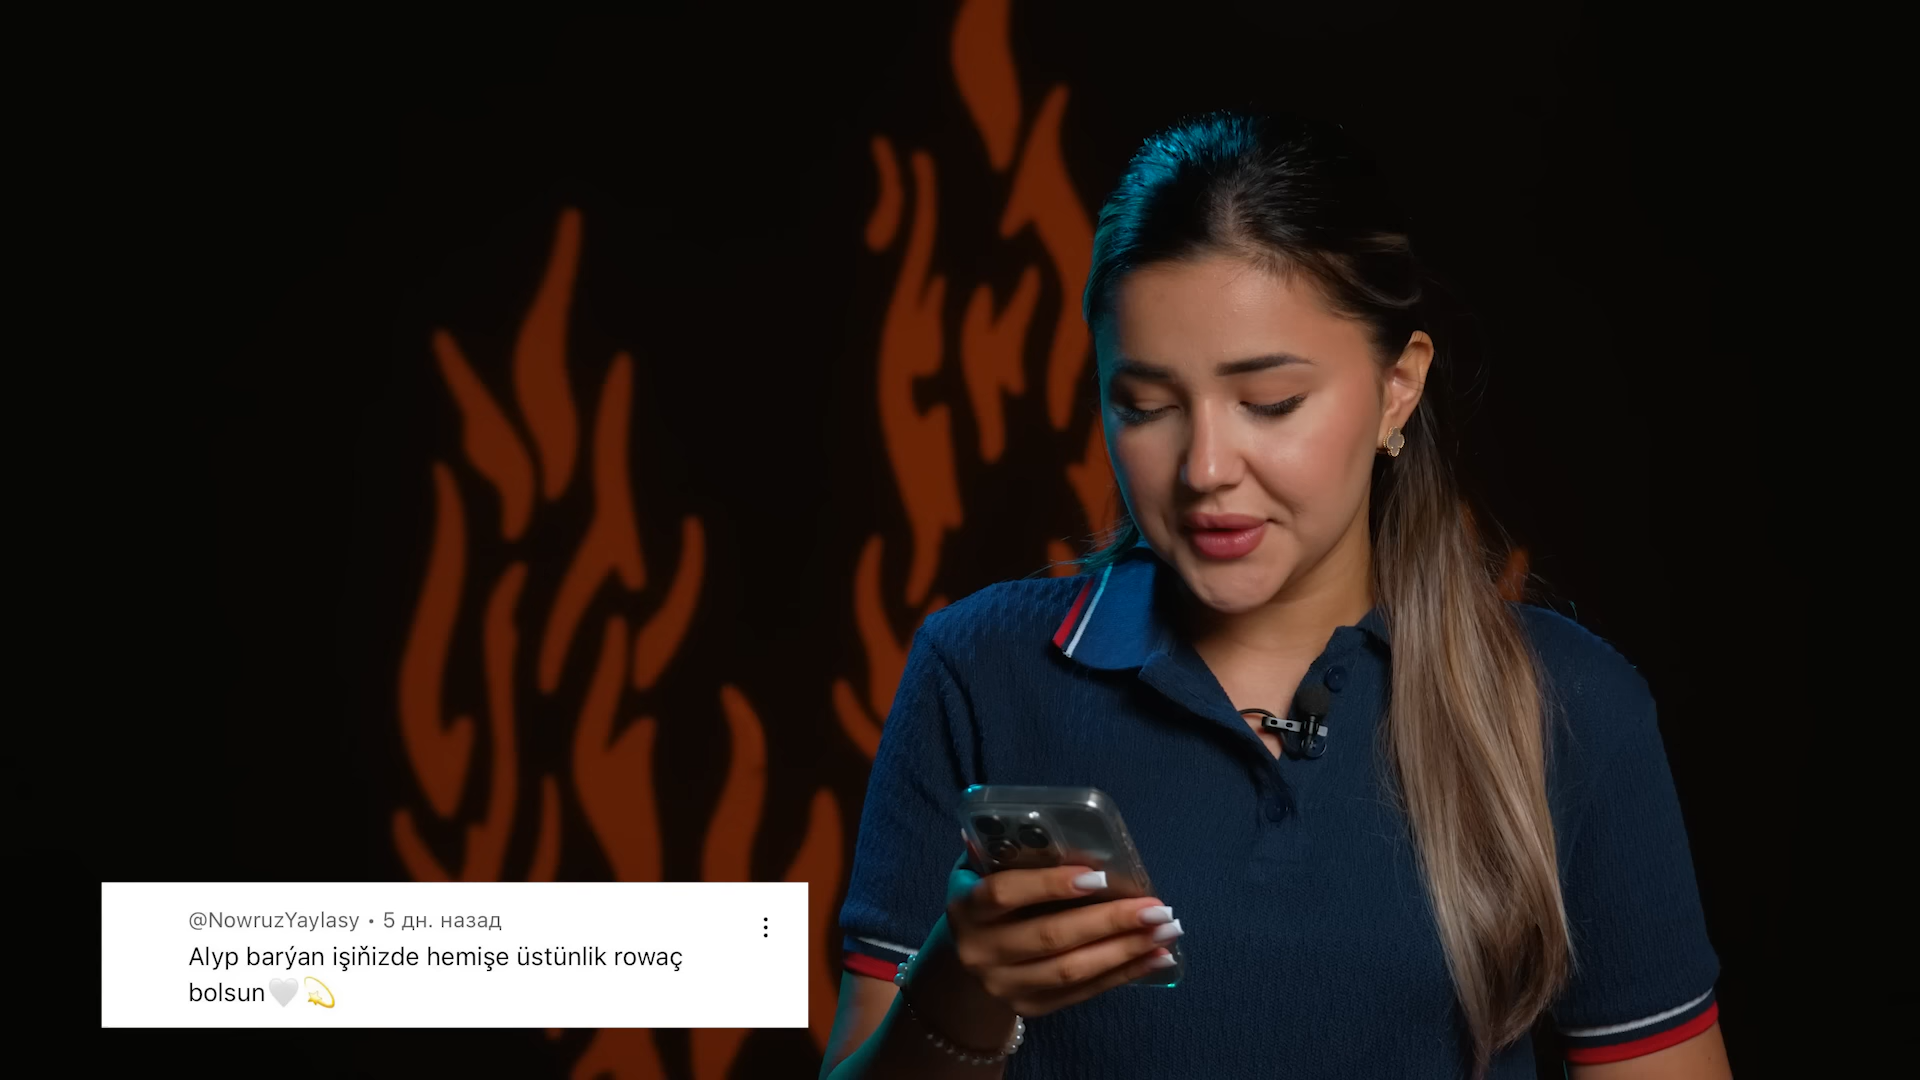 @NowruzYaylasy • 5 дн. назад
Alyp barýan işiňizde hemişe üstünlik rowaç
bolsun🤍💫